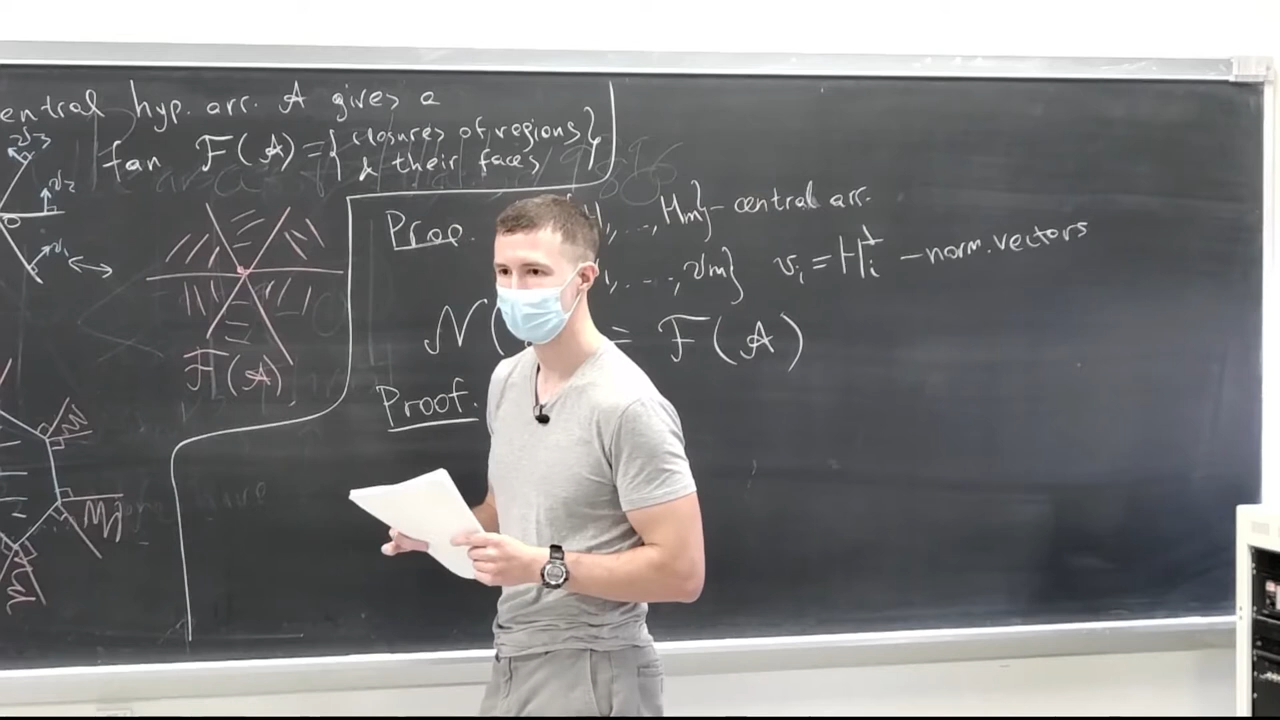 entral hyp. arr. A gives a
fan F(A) = {closures of regions
& their faces}
v3
v2
0
v1
F(A)
Prop. {H ,...,Hm} - central arr.
,...,vm} vi = Hi⊥ - norm. vectors
N( = F(A)
Proof.